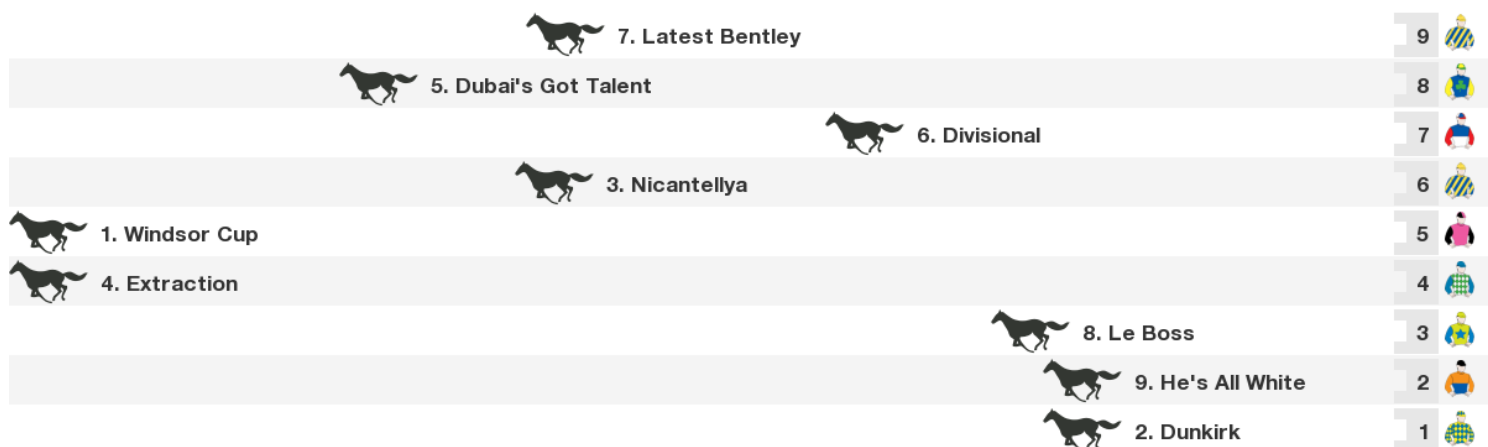 7. Latest Bentley 9
5. Dubai's Got Talent 8
6. Divisional 7
3. Nicantellya 6
1. Windsor Cup 5
4. Extraction 4
8. Le Boss 3
9. He's All White 2
2. Dunkirk 1